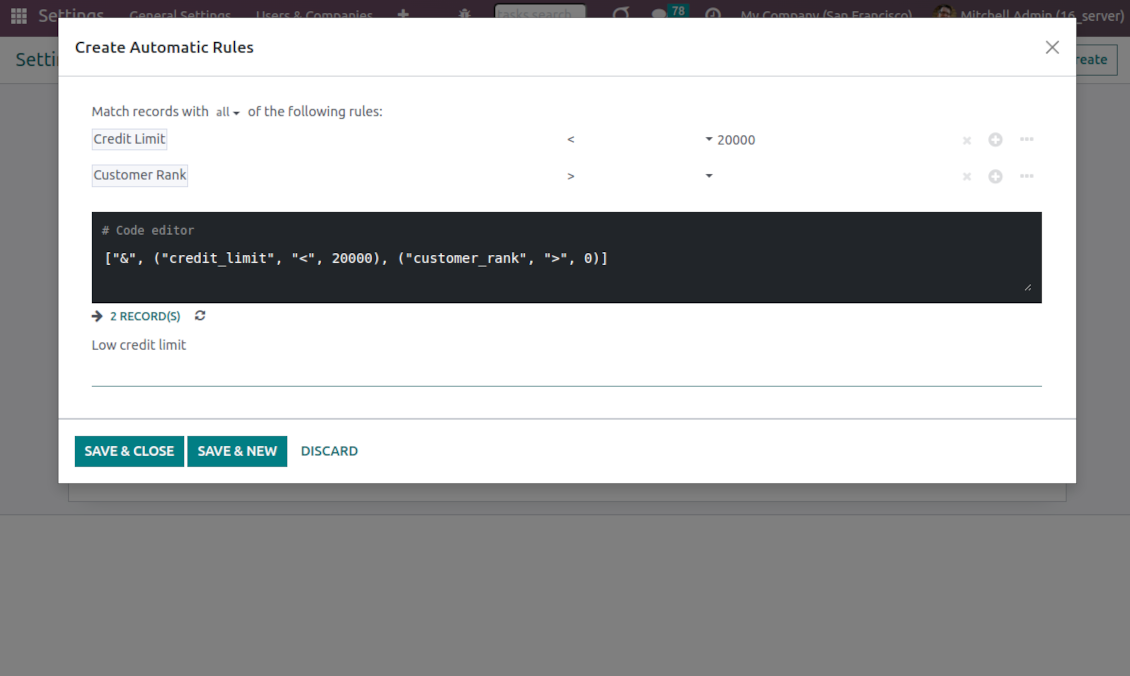 Settings General Settings Users & Companies tasks search 78 My Company (San Francisco) Mitchell Admin (16_server)
Create Automatic Rules
Match records with all of the following rules:
Credit Limit < 20000
Customer Rank >
# Code editor
["&", ("credit_limit", "<", 20000), ("customer_rank", ">", 0)]
2 RECORD(S)
Low credit limit
SAVE & CLOSE SAVE & NEW DISCARD